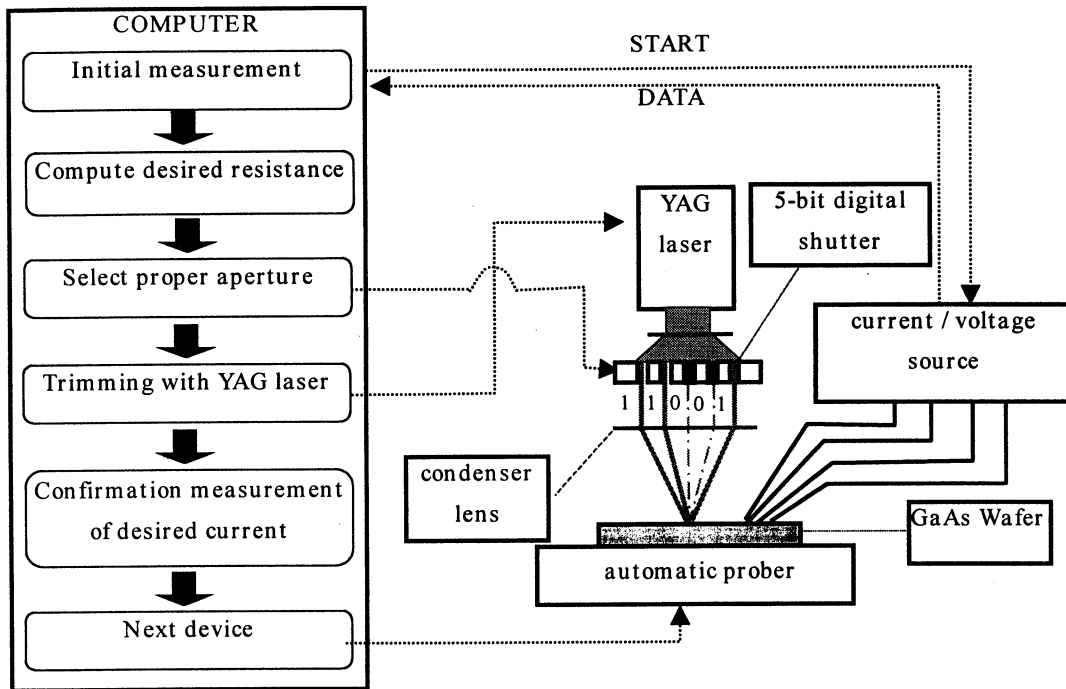 COMPUTER
Initial measurement
Compute desired resistance
Select proper aperture
Trimming with YAG laser
Confirmation measurement
of desired current
Next device
START
DATA
YAG
laser
5-bit digital
shutter
current / voltage
source
1 1 0 0 1
condenser
lens
GaAs Wafer
automatic prober